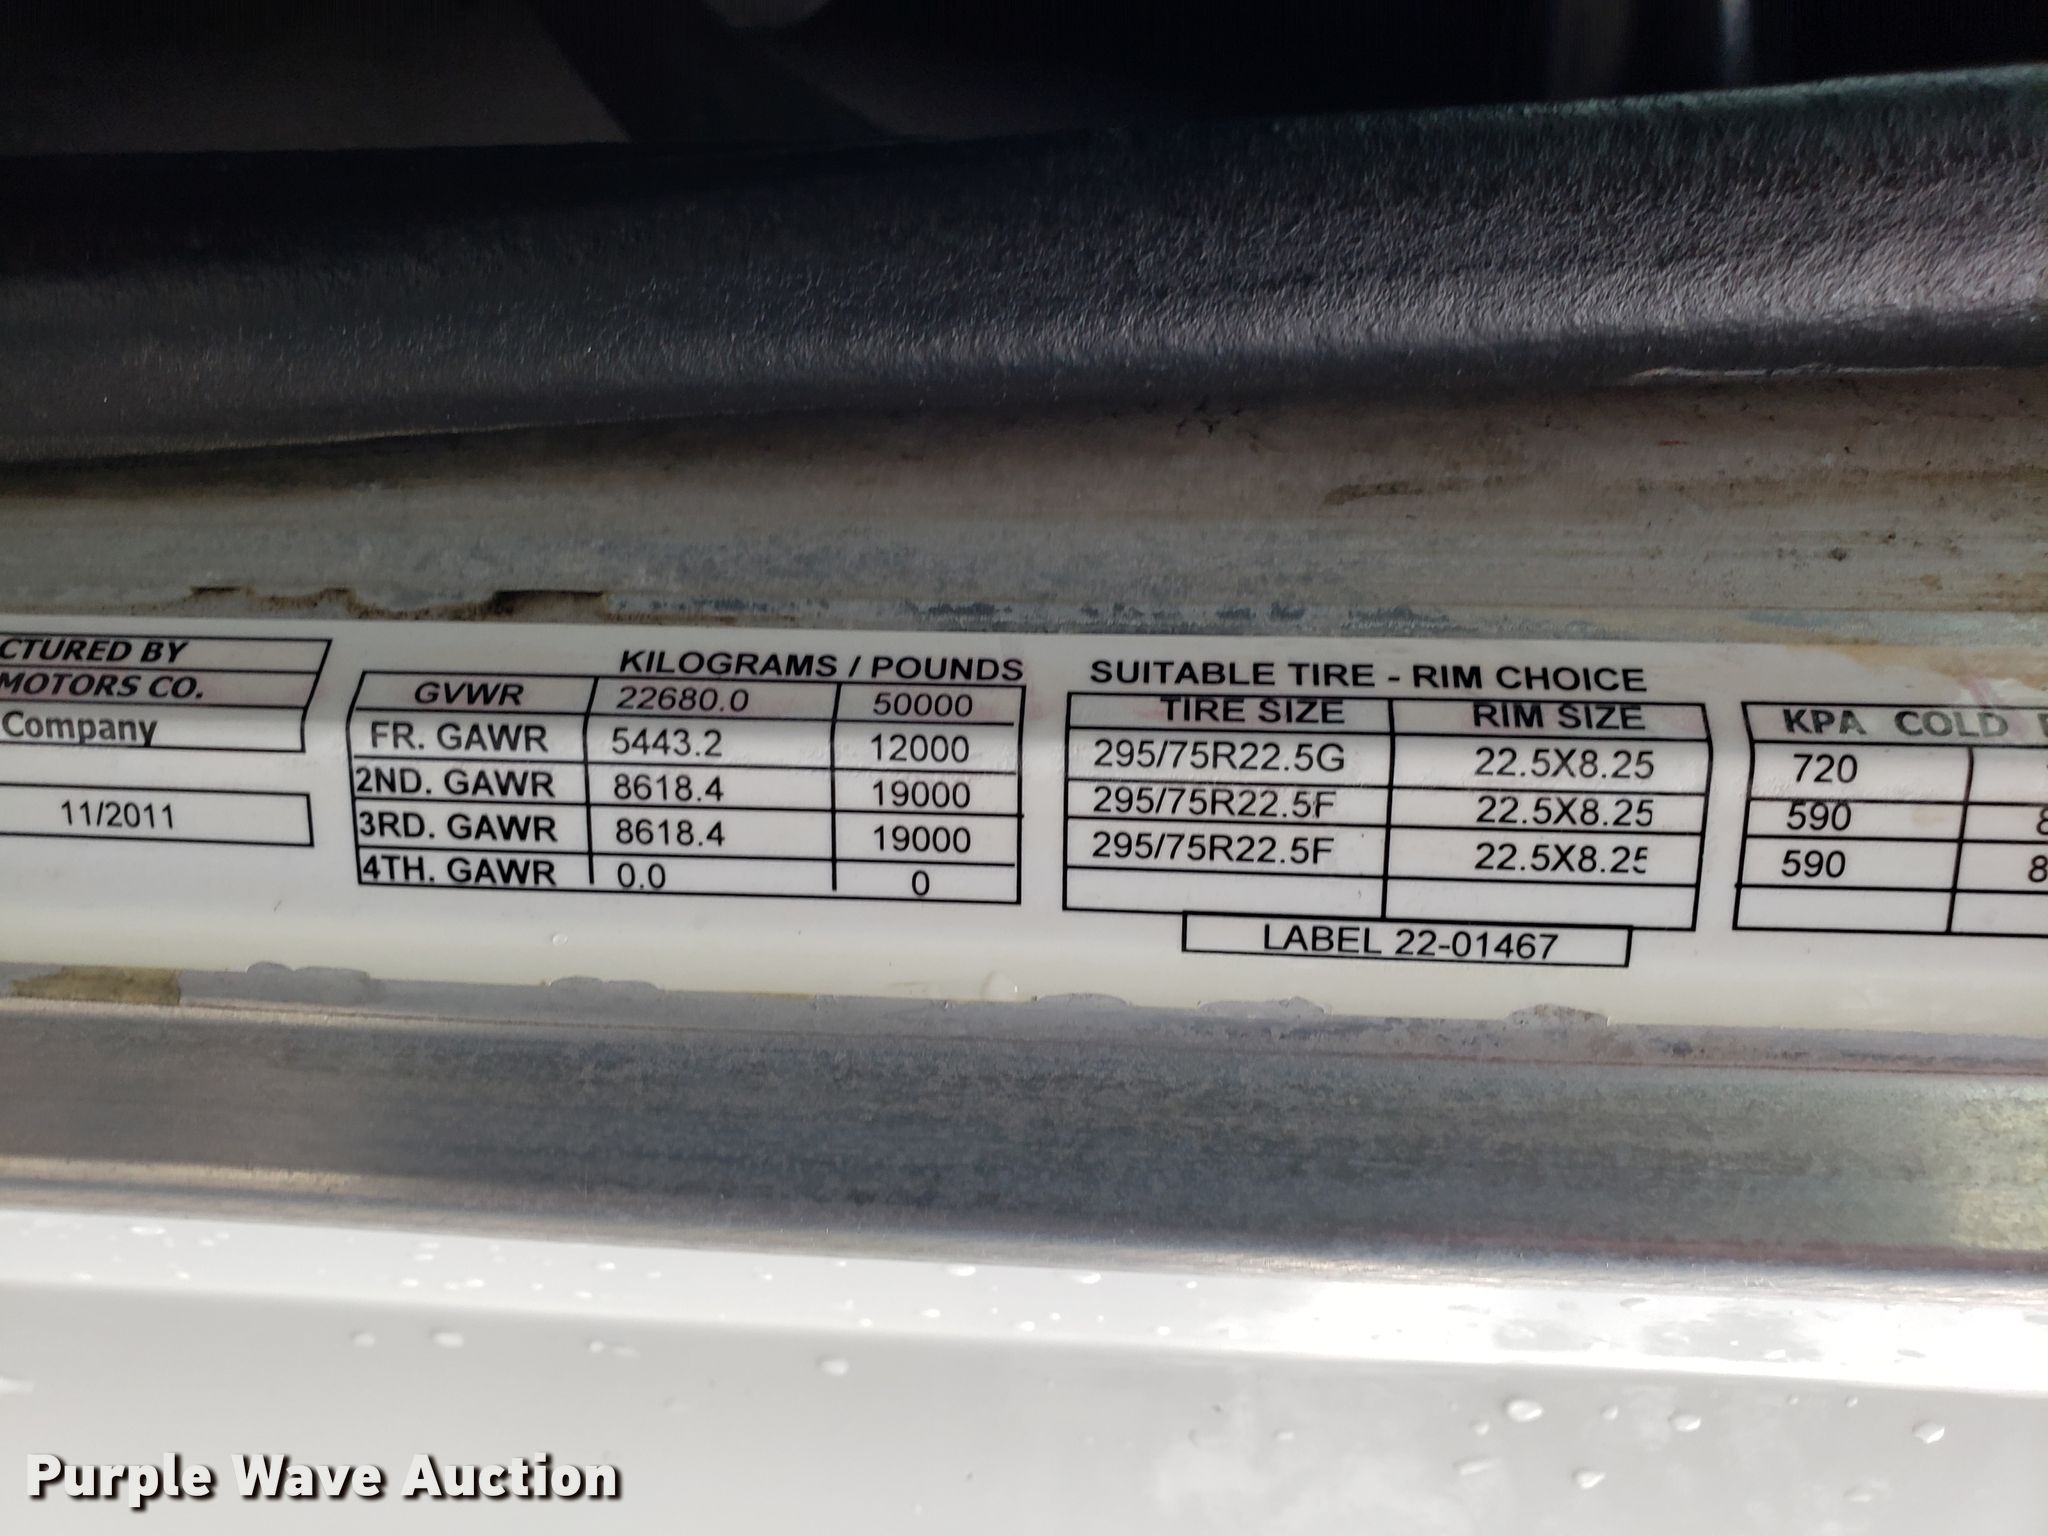 CTURED BY
MOTORS CO.
Company
11/2011
KILOGRAMS / POUNDS
GVWR 22680.0 50000
FR. GAWR 5443.2 12000
2ND. GAWR 8618.4 19000
3RD. GAWR 8618.4 19000
4TH. GAWR 0.0 0
SUITABLE TIRE - RIM CHOICE
TIRE SIZE RIM SIZE
295/75R22.5G 22.5X8.25
295/75R22.5F 22.5X8.25
295/75R22.5F 22.5X8.25
LABEL 22-01467
KPA COLD
720
590 8
590 8
Purple Wave Auction